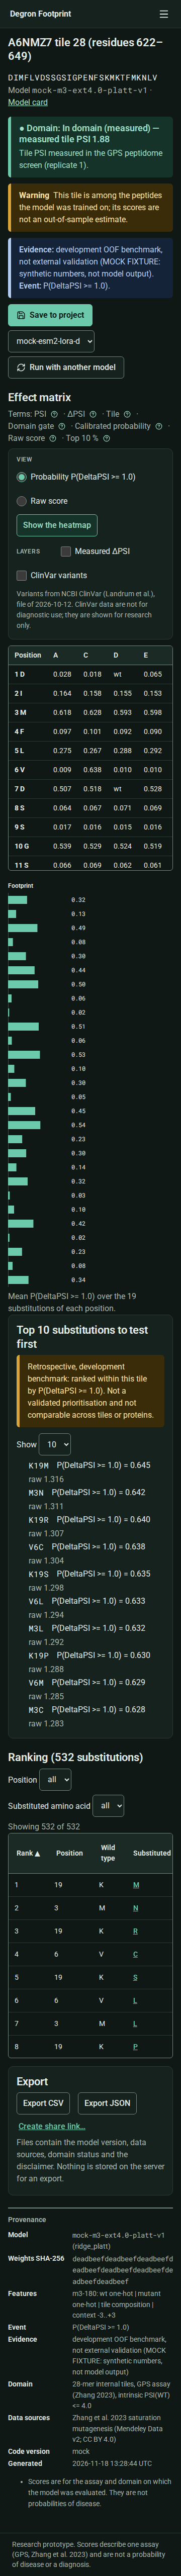 Degron Footprint
A6NMZ7 tile 28 (residues 622–
649)
DIMFLVDSSGSIGPENFSKMKTFMKNLV
Model mock-m3-ext4.0-platt-v1 ·
Model card
● Domain: In domain (measured) —
measured tile PSI 1.88
Tile PSI measured in the GPS peptidome
screen (replicate 1).
Warning This tile is among the peptides
the model was trained on; its scores are
not an out-of-sample estimate.
Evidence: development OOF benchmark,
not external validation (MOCK FIXTURE:
synthetic numbers, not model output).
Event: P(DeltaPSI >= 1.0).
Save to project
mock-esm2-lora-d
Run with another model
Effect matrix
Terms: PSI ? · ΔPSI ? · Tile ? ·
Domain gate ? · Calibrated probability ? ·
Raw score ? · Top 10 % ?
VIEW
Probability P(DeltaPSI >= 1.0)
Raw score
Show the heatmap
LAYERS Measured ΔPSI
ClinVar variants
Variants from NCBI ClinVar (Landrum et al.),
file of 2026-10-12. ClinVar data are not for
diagnostic use; they are shown for research
only.
Position A C D E
1 D 0.028 0.018 wt 0.065
2 I 0.164 0.158 0.155 0.153
3 M 0.618 0.628 0.593 0.598
4 F 0.097 0.101 0.092 0.090
5 L 0.275 0.267 0.288 0.292
6 V 0.009 0.638 0.010 0.010
7 D 0.507 0.518 wt 0.528
8 S 0.064 0.067 0.071 0.069
9 S 0.017 0.016 0.015 0.016
10 G 0.539 0.529 0.524 0.519
11 S 0.066 0.069 0.062 0.061
Footprint
0.32
0.13
0.49
0.08
0.30
0.44
0.50
0.06
0.02
0.51
0.06
0.53
0.10
0.30
0.05
0.45
0.54
0.23
0.30
0.14
0.32
0.03
0.10
0.42
0.02
0.23
0.08
0.34
Mean P(DeltaPSI >= 1.0) over the 19
substitutions of each position.
Top 10 substitutions to test
first
Retrospective, development
benchmark: ranked within this tile
by P(DeltaPSI >= 1.0). Not a
validated prioritisation and not
comparable across tiles or proteins.
Show 10
K19M P(DeltaPSI >= 1.0) = 0.645
raw 1.316
M3N P(DeltaPSI >= 1.0) = 0.642
raw 1.311
K19R P(DeltaPSI >= 1.0) = 0.640
raw 1.307
V6C P(DeltaPSI >= 1.0) = 0.638
raw 1.304
K19S P(DeltaPSI >= 1.0) = 0.635
raw 1.298
V6L P(DeltaPSI >= 1.0) = 0.633
raw 1.294
M3L P(DeltaPSI >= 1.0) = 0.632
raw 1.292
K19P P(DeltaPSI >= 1.0) = 0.630
raw 1.288
V6M P(DeltaPSI >= 1.0) = 0.629
raw 1.285
M3C P(DeltaPSI >= 1.0) = 0.628
raw 1.283
Ranking (532 substitutions)
Position all
Substituted amino acid all
Showing 532 of 532
Rank ▲ Position Wild type Substituted
1 19 K M
2 3 M N
3 19 K R
4 6 V C
5 19 K S
6 6 V L
7 3 M L
8 19 K P
Export
Export CSV Export JSON
Create share link…
Files contain the model version, data
sources, domain status and the
disclaimer. Nothing is stored on the server
for an export.
Provenance
Model mock-m3-ext4.0-platt-v1
(ridge_platt)
Weights SHA-256 deadbeefdeadbeefdeadbeefd
eadbeefdeadbeefdeadbeefde
adbeefdeadbeef
Features m3-180: wt one-hot | mutant
one-hot | tile composition |
context -3..+3
Event P(DeltaPSI >= 1.0)
Evidence development OOF benchmark,
not external validation (MOCK
FIXTURE: synthetic numbers,
not model output)
Domain 28-mer internal tiles, GPS assay
(Zhang 2023), intrinsic PSI(WT)
<= 4.0
Data sources Zhang et al. 2023 saturation
mutagenesis (Mendeley Data
v2; CC BY 4.0)
Code version mock
Generated 2026-11-18 13:28:44 UTC
• Scores are for the assay and domain on which
the model was evaluated. They are not
probabilities of disease.
Research prototype. Scores describe one assay
(GPS, Zhang et al. 2023) and are not a probability
of disease or a diagnosis.